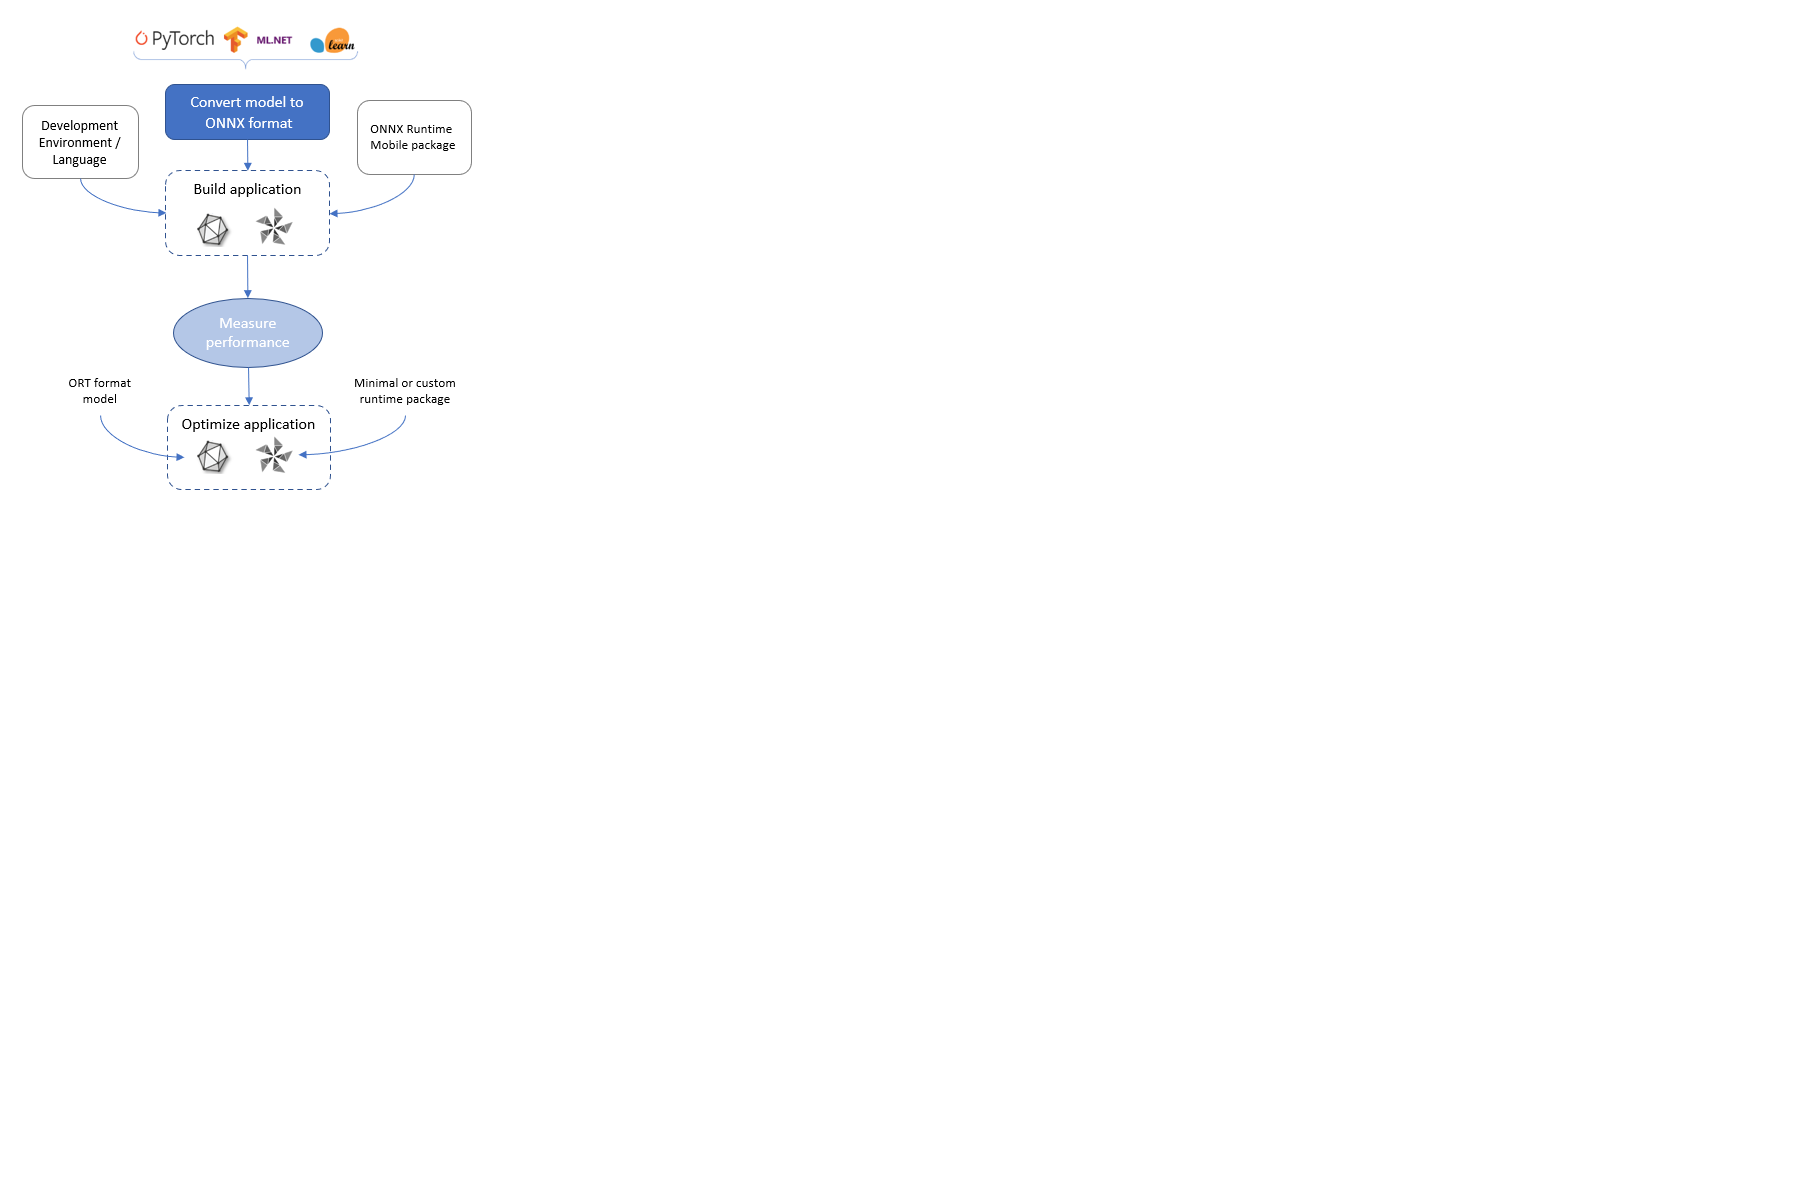 PyTorch
ML.NET
learn
Convert model to
ONNX format
Development
Environment /
Language
ONNX Runtime
Mobile package
Build application
Measure
performance
ORT format
model
Minimal or custom
runtime package
Optimize application